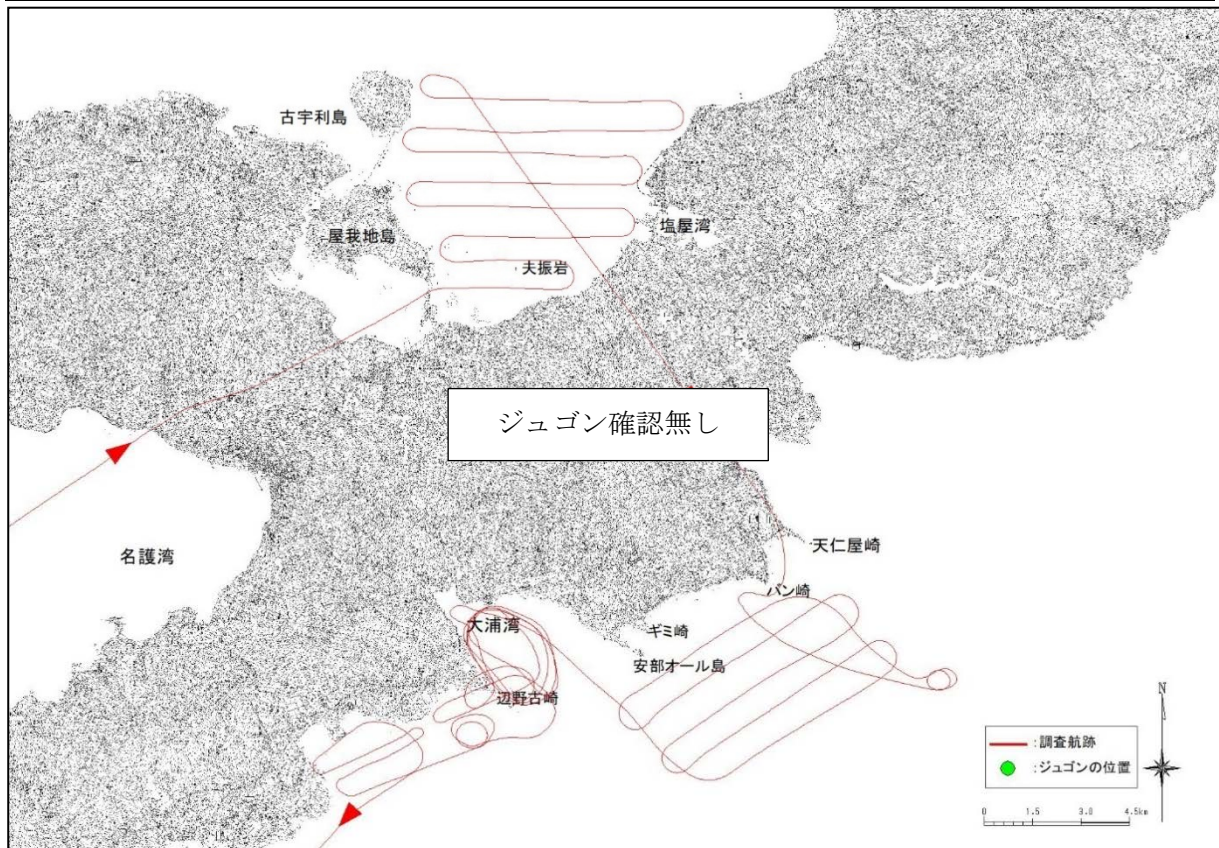 古宇利島
屋我地島
塩屋湾
夫振岩
ジュゴン確認無し
名護湾
天仁屋崎
バン崎
大浦湾
ギミ崎
安部オール島
辺野古崎
N
:調査航跡
:ジュゴンの位置
0 1.5 3.0 4.5km